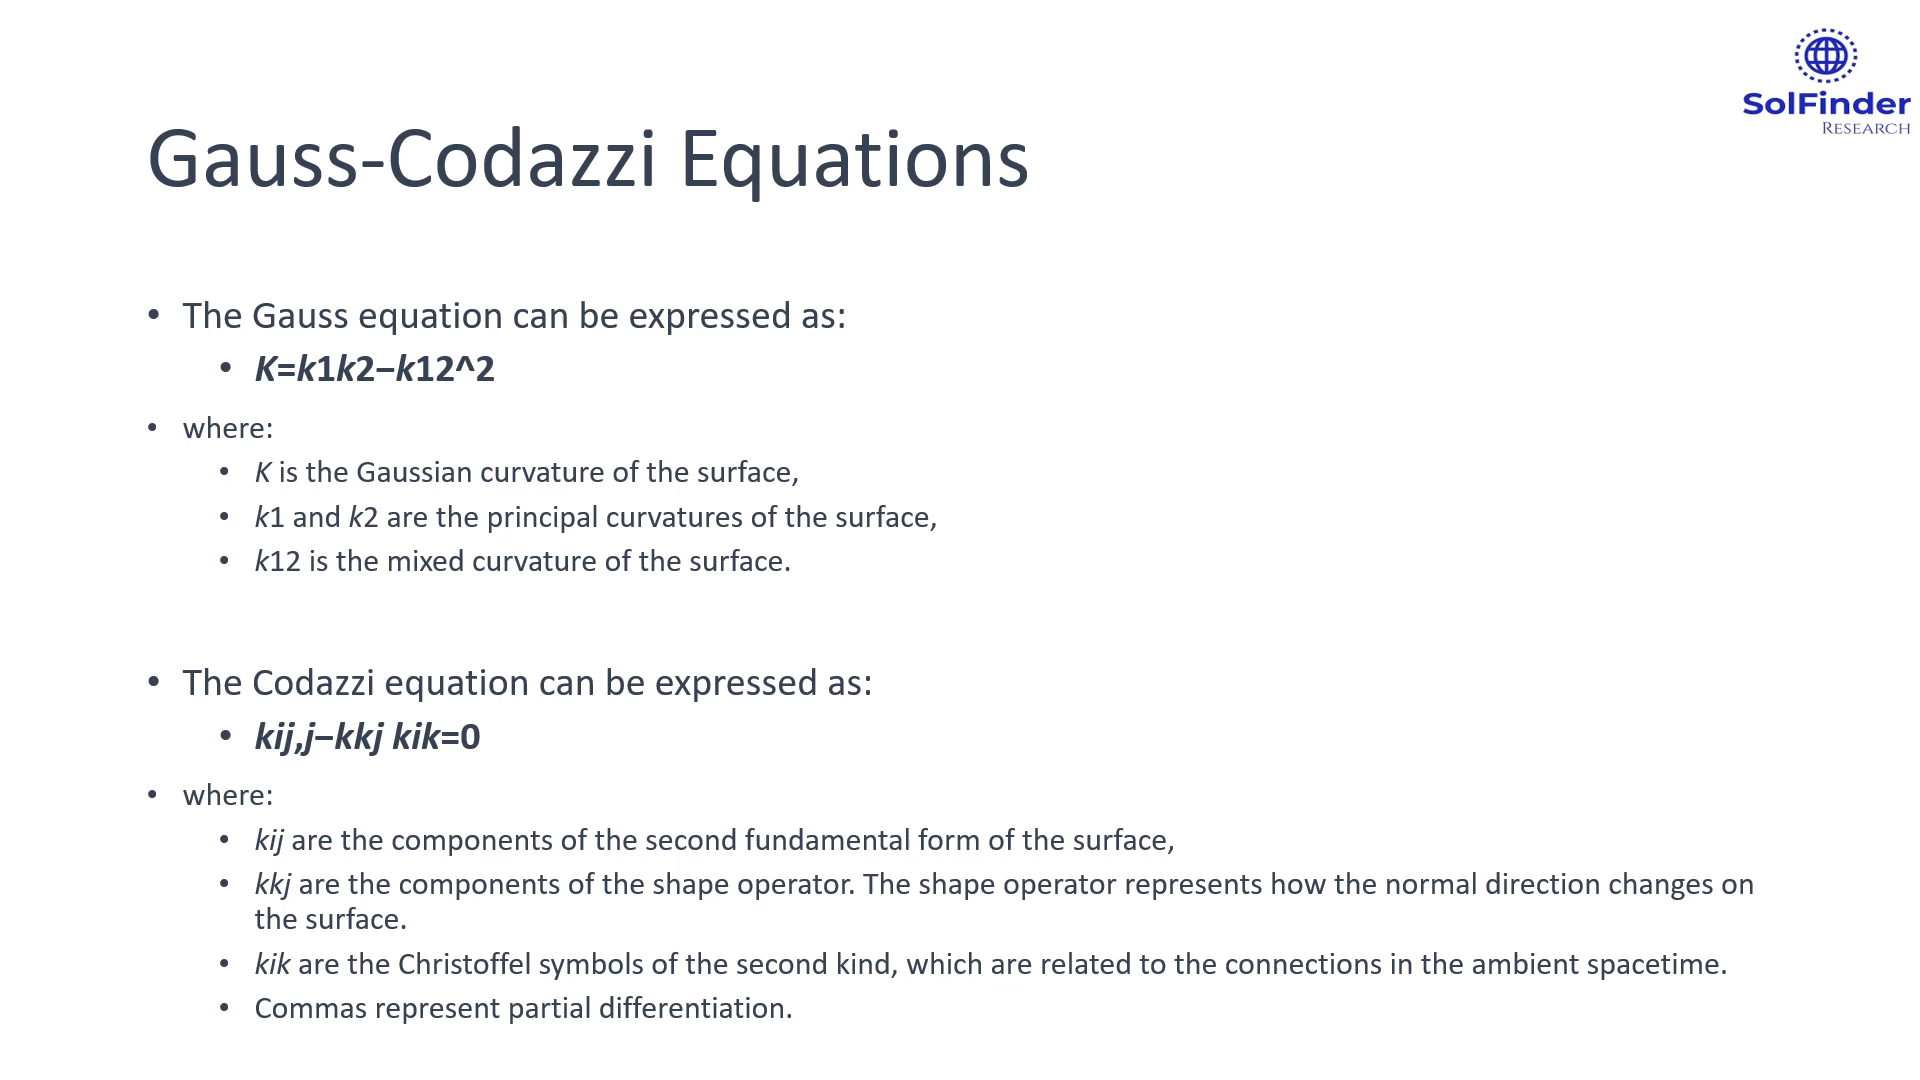 SolFinder
RESEARCH
Gauss-Codazzi Equations
• The Gauss equation can be expressed as:
• K=k1k2−k12^2
• where:
• K is the Gaussian curvature of the surface,
• k1 and k2 are the principal curvatures of the surface,
• k12 is the mixed curvature of the surface.
• The Codazzi equation can be expressed as:
• kij,j−kkj kik=0
• where:
• kij are the components of the second fundamental form of the surface,
• kkj are the components of the shape operator. The shape operator represents how the normal direction changes on
the surface.
• kik are the Christoffel symbols of the second kind, which are related to the connections in the ambient spacetime.
• Commas represent partial differentiation.